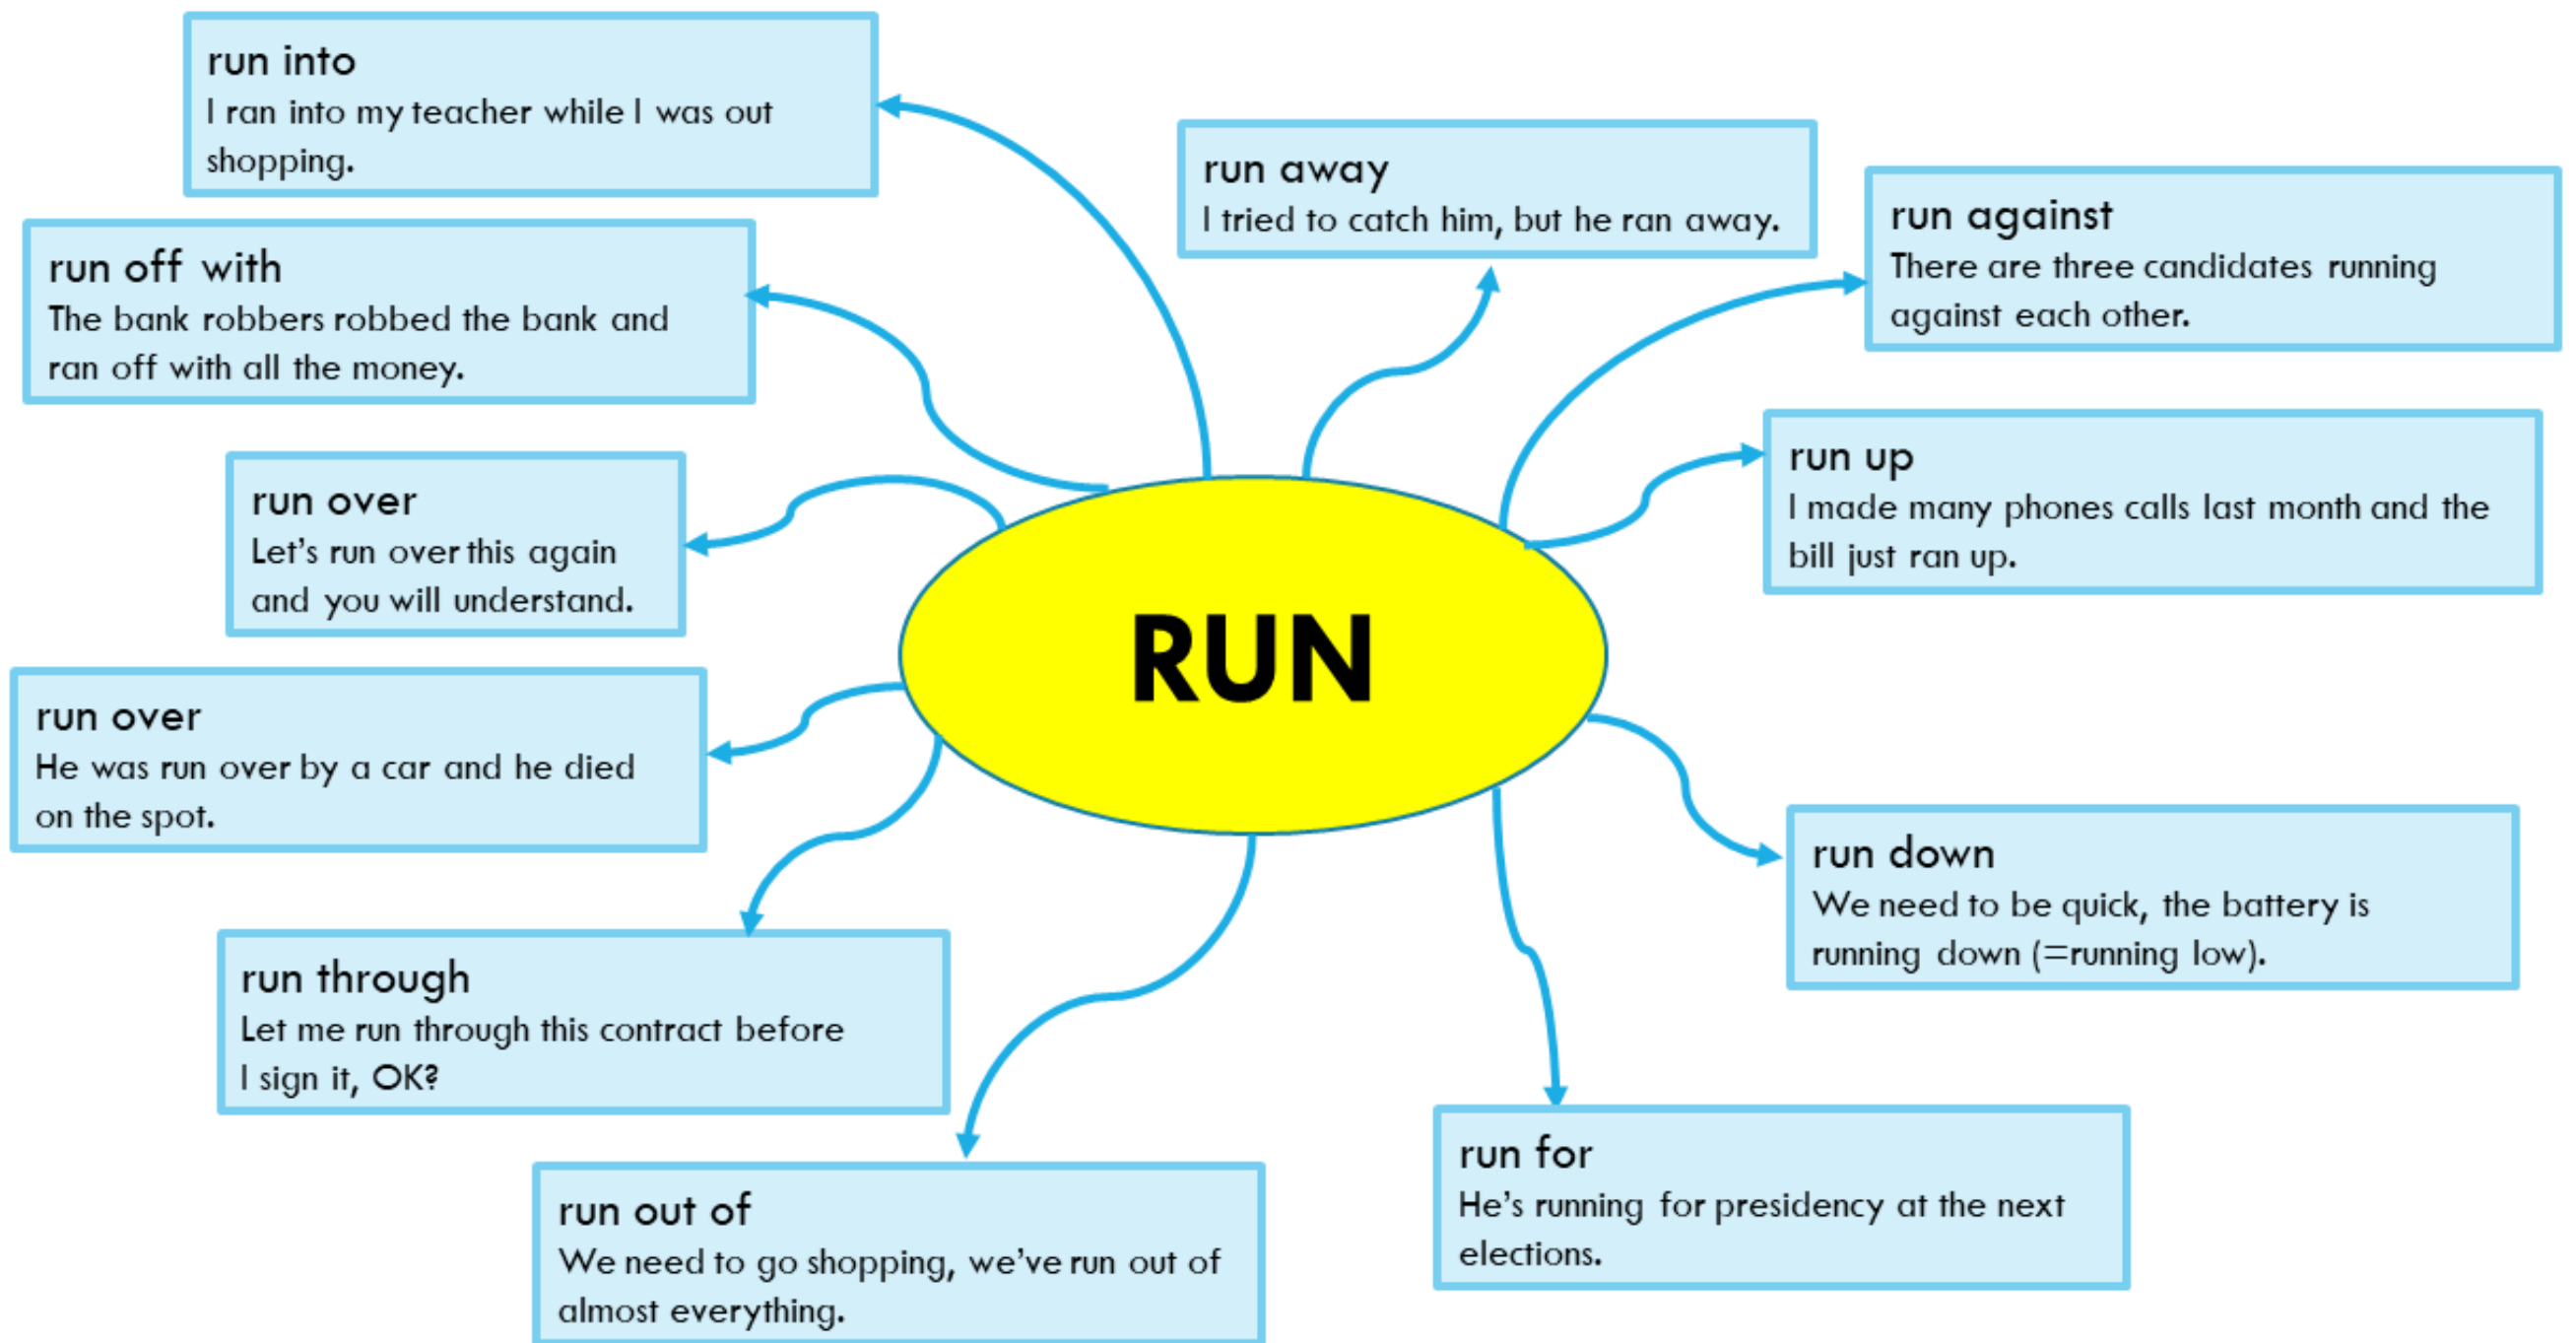 run into
I ran into my teacher while I was out
shopping.
run away
I tried to catch him, but he ran away.
run against
There are three candidates running
against each other.
run off with
The bank robbers robbed the bank and
ran off with all the money.
run up
I made many phones calls last month and the
bill just ran up.
run over
Let's run over this again
and you will understand.
RUN
run over
He was run over by a car and he died
on the spot.
run down
We need to be quick, the battery is
running down (=running low).
run through
Let me run through this contract before
I sign it, OK?
run for
He's running for presidency at the next
elections.
run out of
We need to go shopping, we've run out of
almost everything.